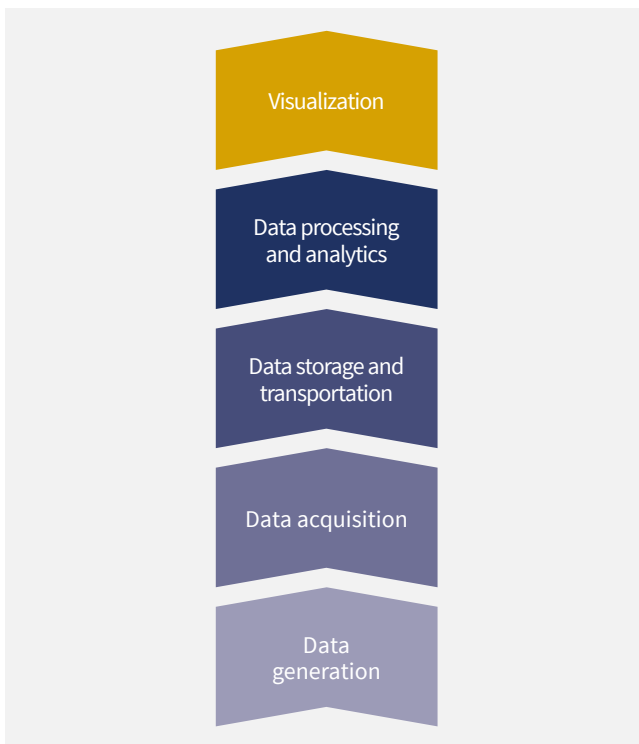 Visualization
Data processing
and analytics
Data storage and
transportation
Data acquisition
Data
generation